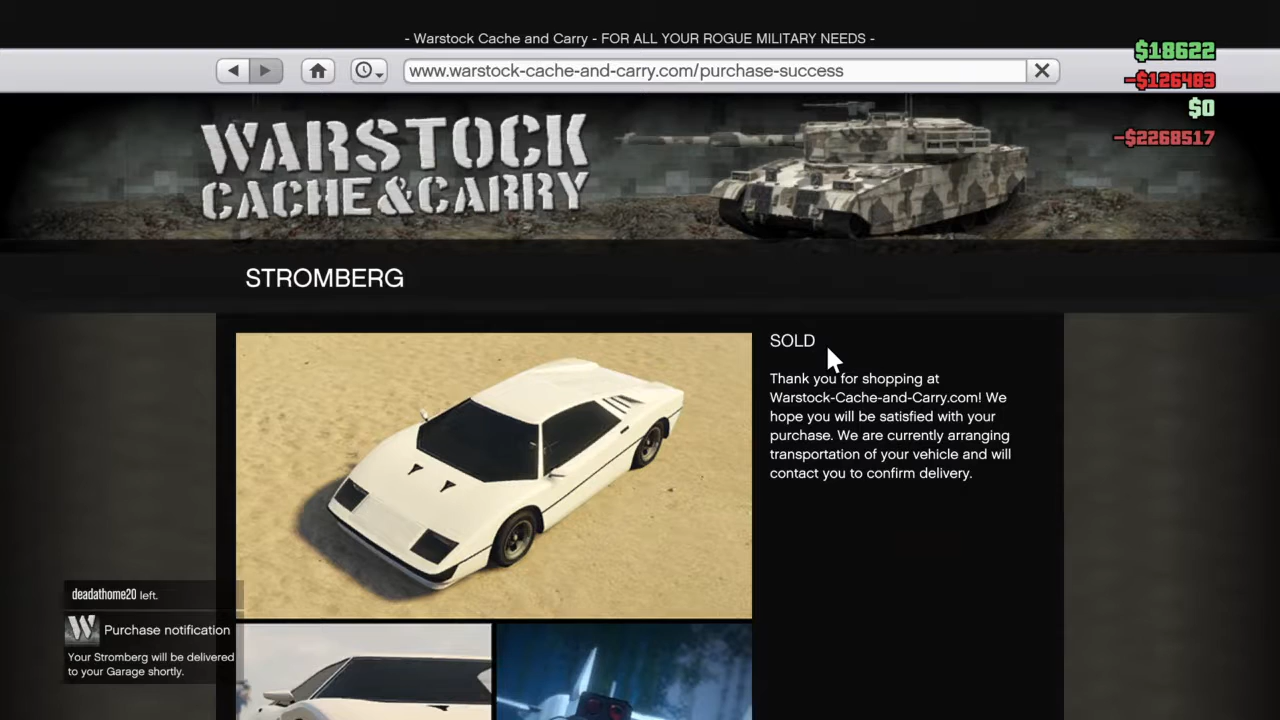 - Warstock Cache and Carry - FOR ALL YOUR ROGUE MILITARY NEEDS -
$18622
www.warstock-cache-and-carry.com/purchase-success
-$126483
$0
-$2268517
WARSTOCK
CACHE&CARRY
STROMBERG
SOLD
Thank you for shopping at
Warstock-Cache-and-Carry.com! We
hope you will be satisfied with your
purchase. We are currently arranging
transportation of your vehicle and will
contact you to confirm delivery.
deadathome20 left.
W
Purchase notification
Your Stromberg will be delivered
to your Garage shortly.